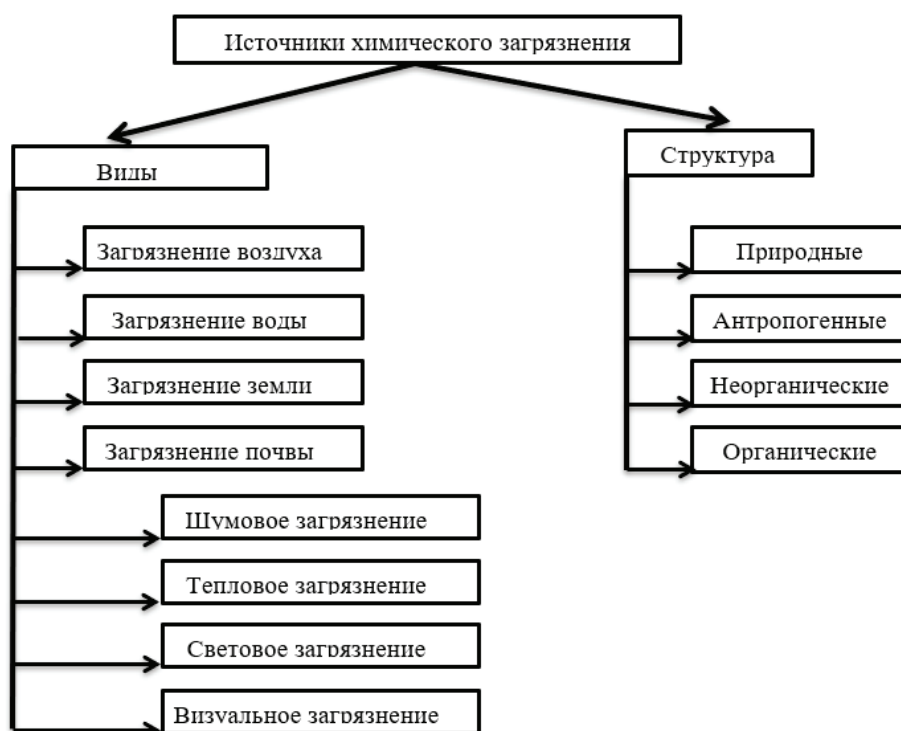 Источники химического загрязнения
Виды
Структура
Загрязнение воздуха
Загрязнение воды
Загрязнение земли
Загрязнение почвы
Шумовое загрязнение
Тепловое загрязнение
Световое загрязнение
Визуальное загрязнение
Природные
Антропогенные
Неорганические
Органические